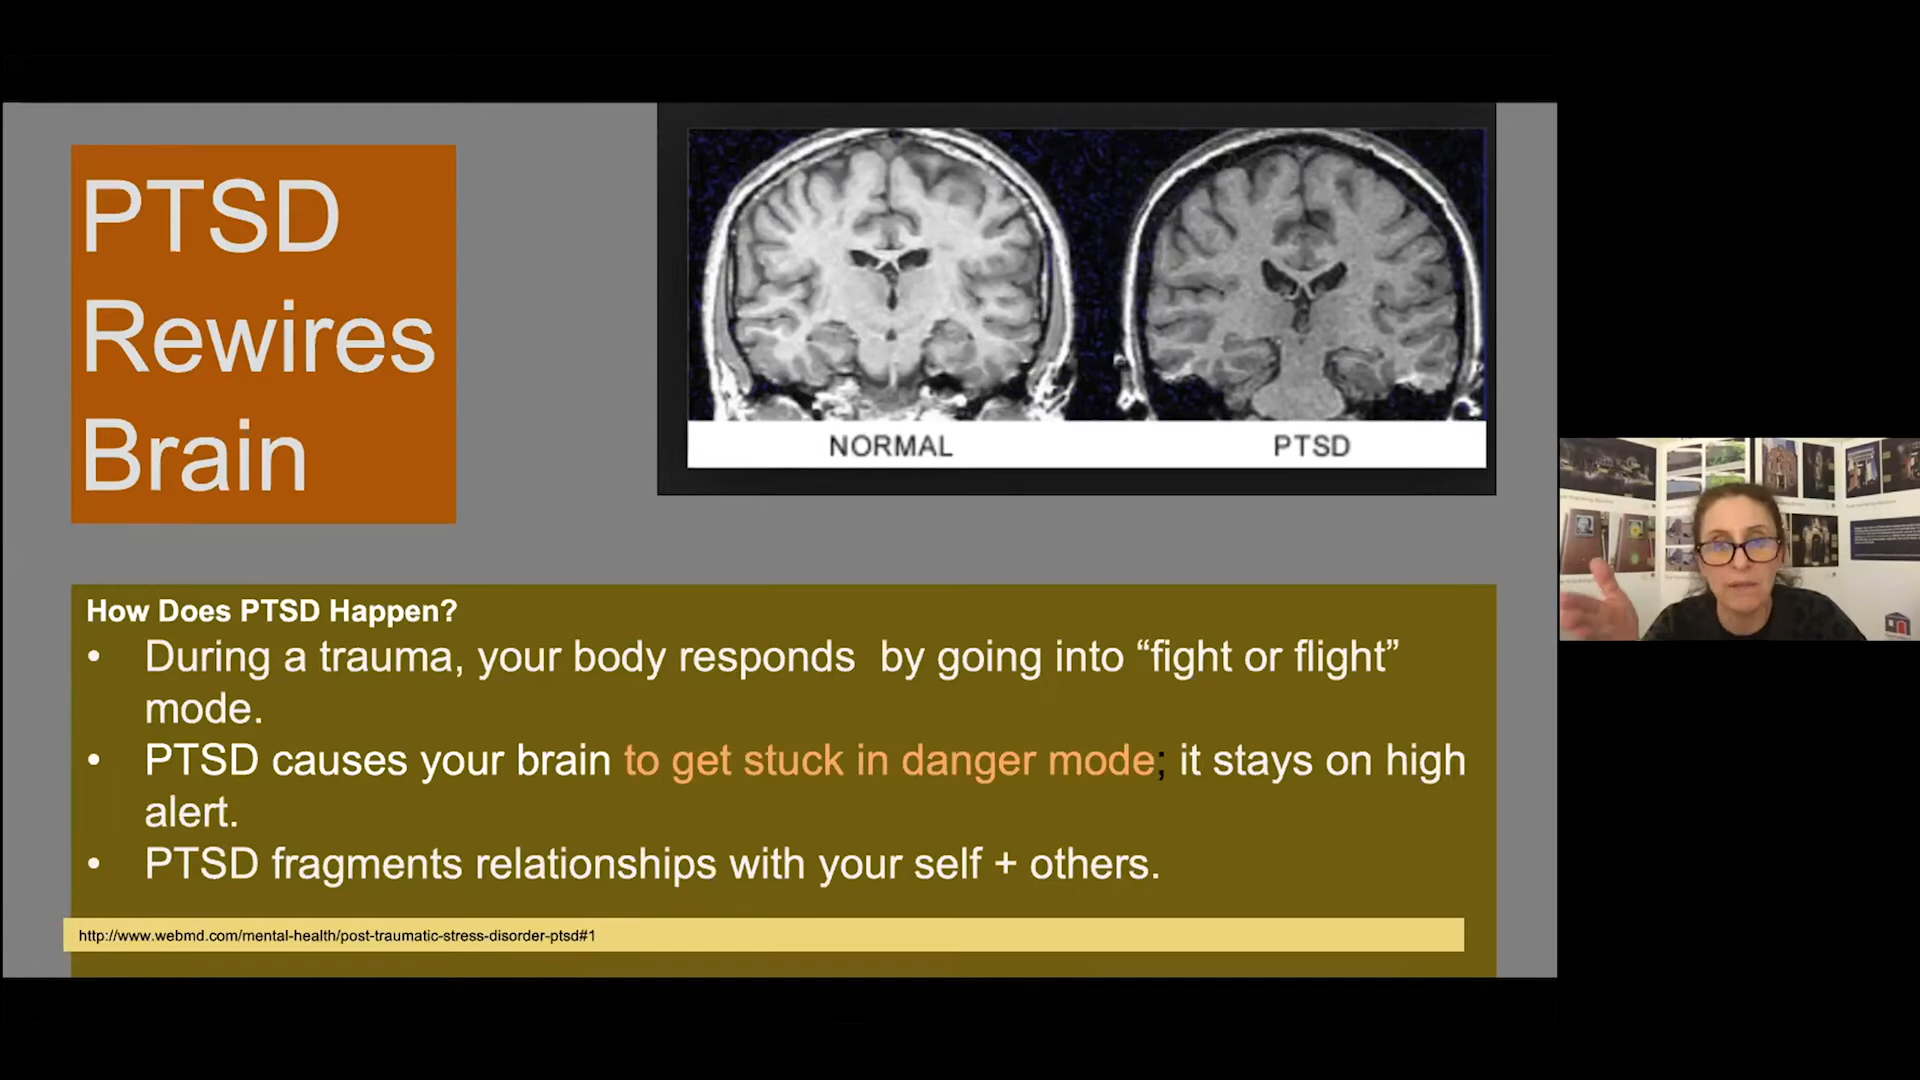 PTSD
Rewires
Brain
NORMAL
PTSD
How Does PTSD Happen?
• During a trauma, your body responds  by going into “fight or flight”
mode.
• PTSD causes your brain to get stuck in danger mode; it stays on high
alert.
• PTSD fragments relationships with your self + others.
http://www.webmd.com/mental-health/post-traumatic-stress-disorder-ptsd#1